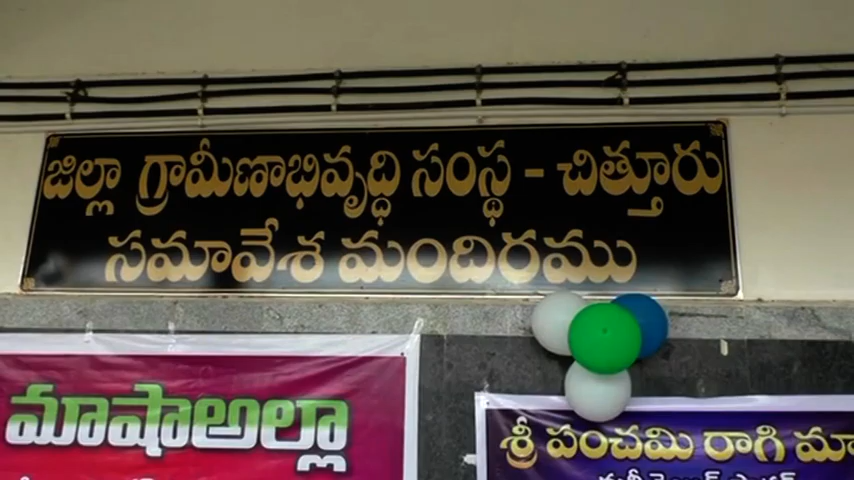 జిల్లా గ్రామీణాభివృద్ధి సంస్థ - చిత్తూరు
సమావేశ మందిరము
మాషాఅల్లా
శ్రీ పంచమి రాగి మా